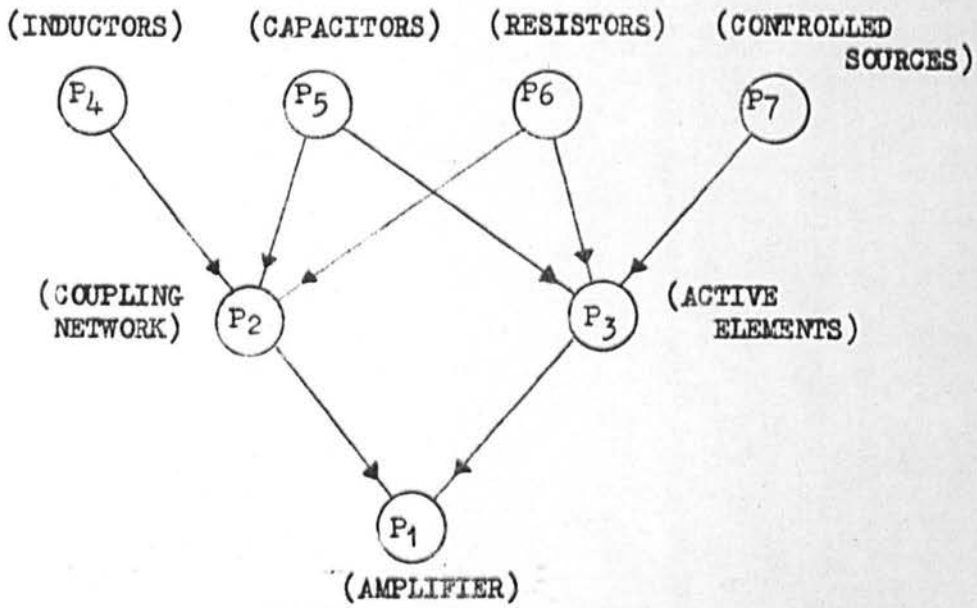 (INDUCTORS) (CAPACITORS) (RESISTORS) (CONTROLLED
SOURCES)
P4 P5 P6 P7
(COUPLING
NETWORK)
P2 P3
(ACTIVE
ELEMENTS)
P1
(AMPLIFIER)